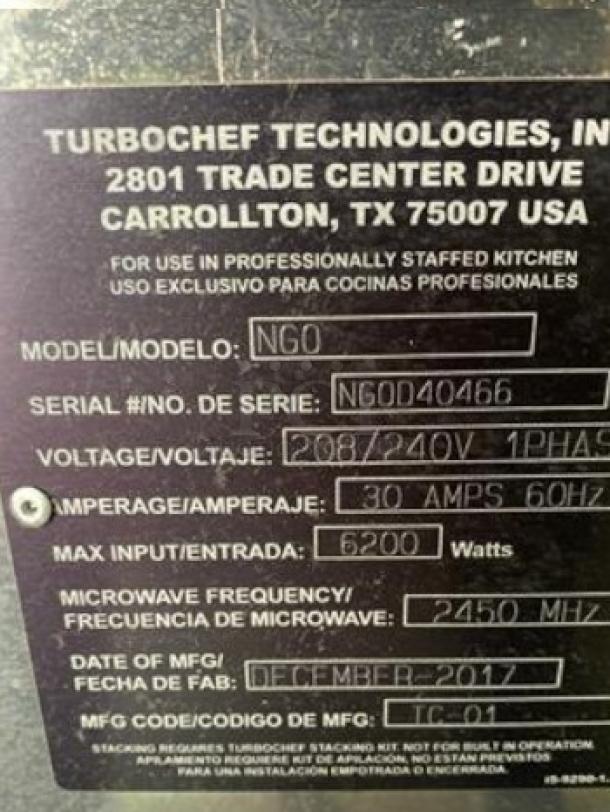 TURBOCHEF TECHNOLOGIES, IN
2801 TRADE CENTER DRIVE
CARROLLTON, TX 75007 USA
FOR USE IN PROFESSIONALLY STAFFED KITCHEN
USO EXCLUSIVO PARA COCINAS PROFESIONALES
MODEL/MODELO: NGO
SERIAL #/NO. DE SERIE: NGOD40466
VOLTAGE/VOLTAJE: 208/240V 1PHAS
AMPERAGE/AMPERAJE: 30 AMPS 60Hz
MAX INPUT/ENTRADA: 6200 Watts
MICROWAVE FREQUENCY/
FRECUENCIA DE MICROWAVE: 2450 MHz
DATE OF MFG/
FECHA DE FAB: DECEMBER-2017
MFG CODE/CODIGO DE MFG: TC-01
STACKING REQUIRES TURBOCHEF STACKING KIT. NOT FOR BUILT IN OPERATION.
APILAMIENTO REQUIERE KIT DE APILACION. NO ESTÁN PREVISTOS
PARA UNA INSTALACIÓN EMPOTRADA O ENCERRADA.